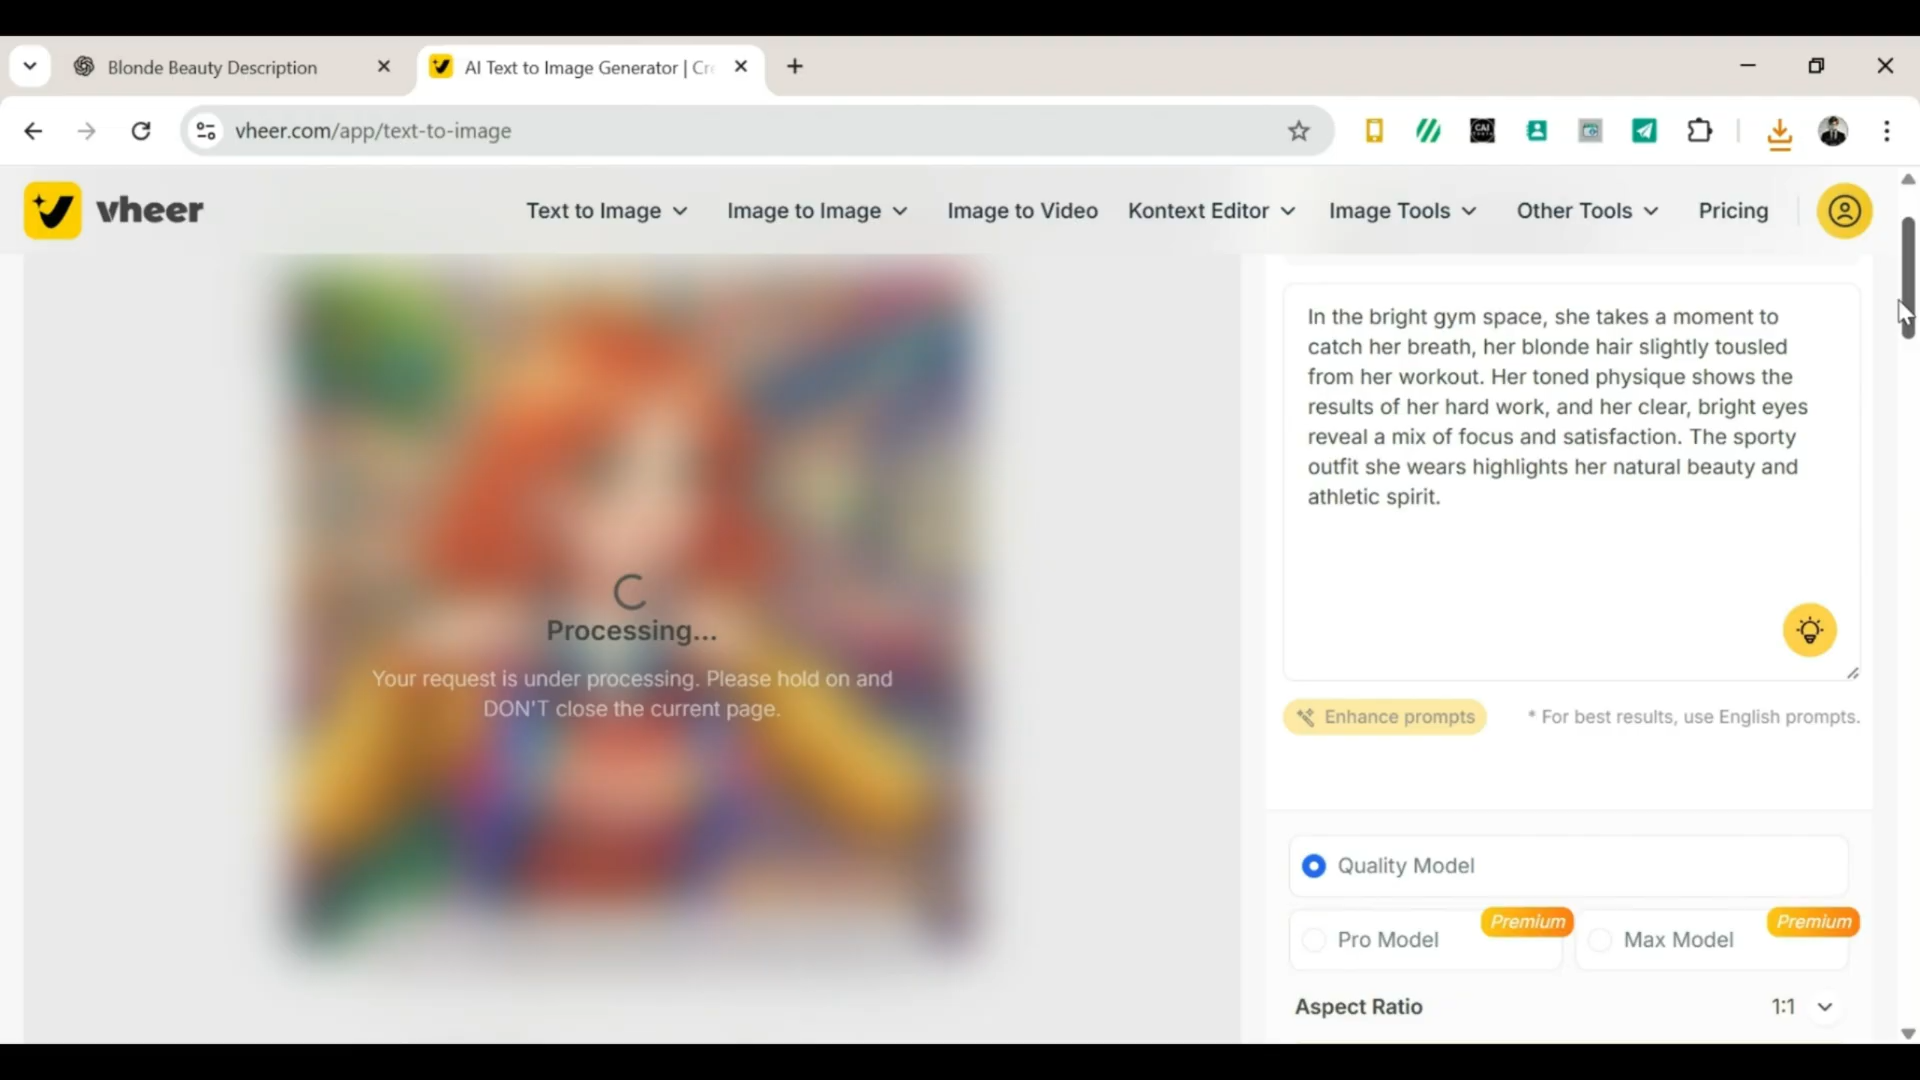 Blonde Beauty Description
AI Text to Image Generator | Cre
vheer.com/app/text-to-image
CAI
vheer
Text to Image
Image to Image
Image to Video
Kontext Editor
Image Tools
Other Tools
Pricing
In the bright gym space, she takes a moment to
catch her breath, her blonde hair slightly tousled
from her workout. Her toned physique shows the
results of her hard work, and her clear, bright eyes
reveal a mix of focus and satisfaction. The sporty
outfit she wears highlights her natural beauty and
athletic spirit.
Processing...
Your request is under processing. Please hold on and
DON'T close the current page.
Enhance prompts
* For best results, use English prompts.
Quality Model
Premium
Premium
Pro Model
Max Model
Aspect Ratio
1:1